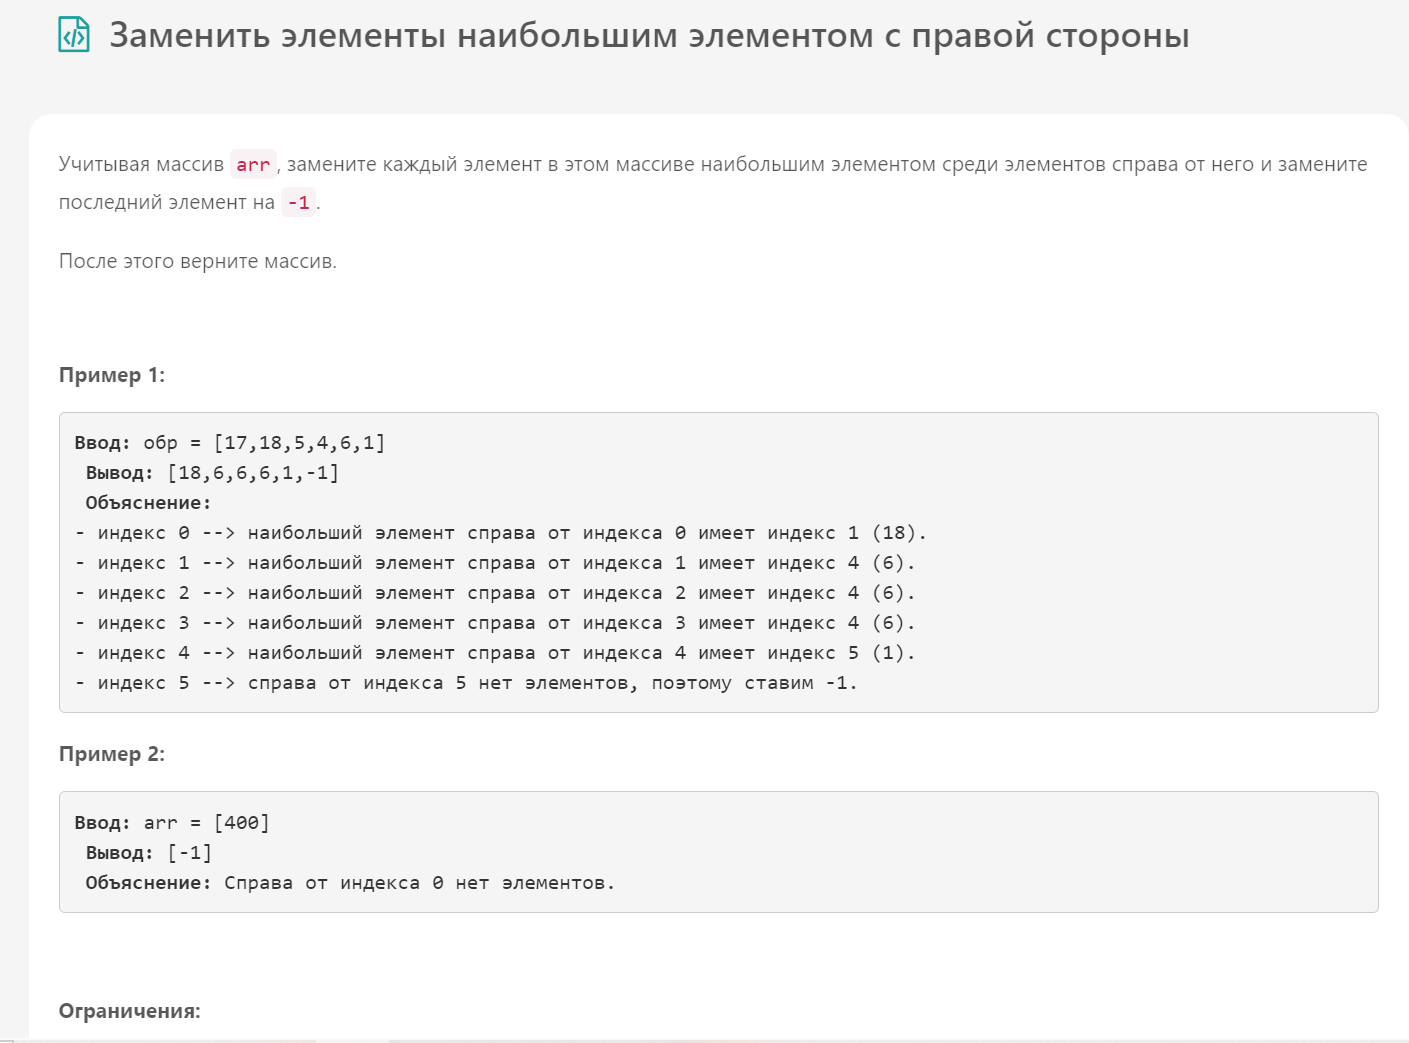 Заменить элементы наибольшим элементом с правой стороны
Учитывая массив arr, замените каждый элемент в этом массиве наибольшим элементом среди элементов справа от него и замените
последний элемент на -1.
После этого верните массив.
Пример 1:
Ввод: обр = [17,18,5,4,6,1]
Вывод: [18,6,6,6,1,-1]
Объяснение:
- индекс 0 --> наибольший элемент справа от индекса 0 имеет индекс 1 (18).
- индекс 1 --> наибольший элемент справа от индекса 1 имеет индекс 4 (6).
- индекс 2 --> наибольший элемент справа от индекса 2 имеет индекс 4 (6).
- индекс 3 --> наибольший элемент справа от индекса 3 имеет индекс 4 (6).
- индекс 4 --> наибольший элемент справа от индекса 4 имеет индекс 5 (1).
- индекс 5 --> справа от индекса 5 нет элементов, поэтому ставим -1.
Пример 2:
Ввод: arr = [400]
Вывод: [-1]
Объяснение: Справа от индекса 0 нет элементов.
Ограничения: